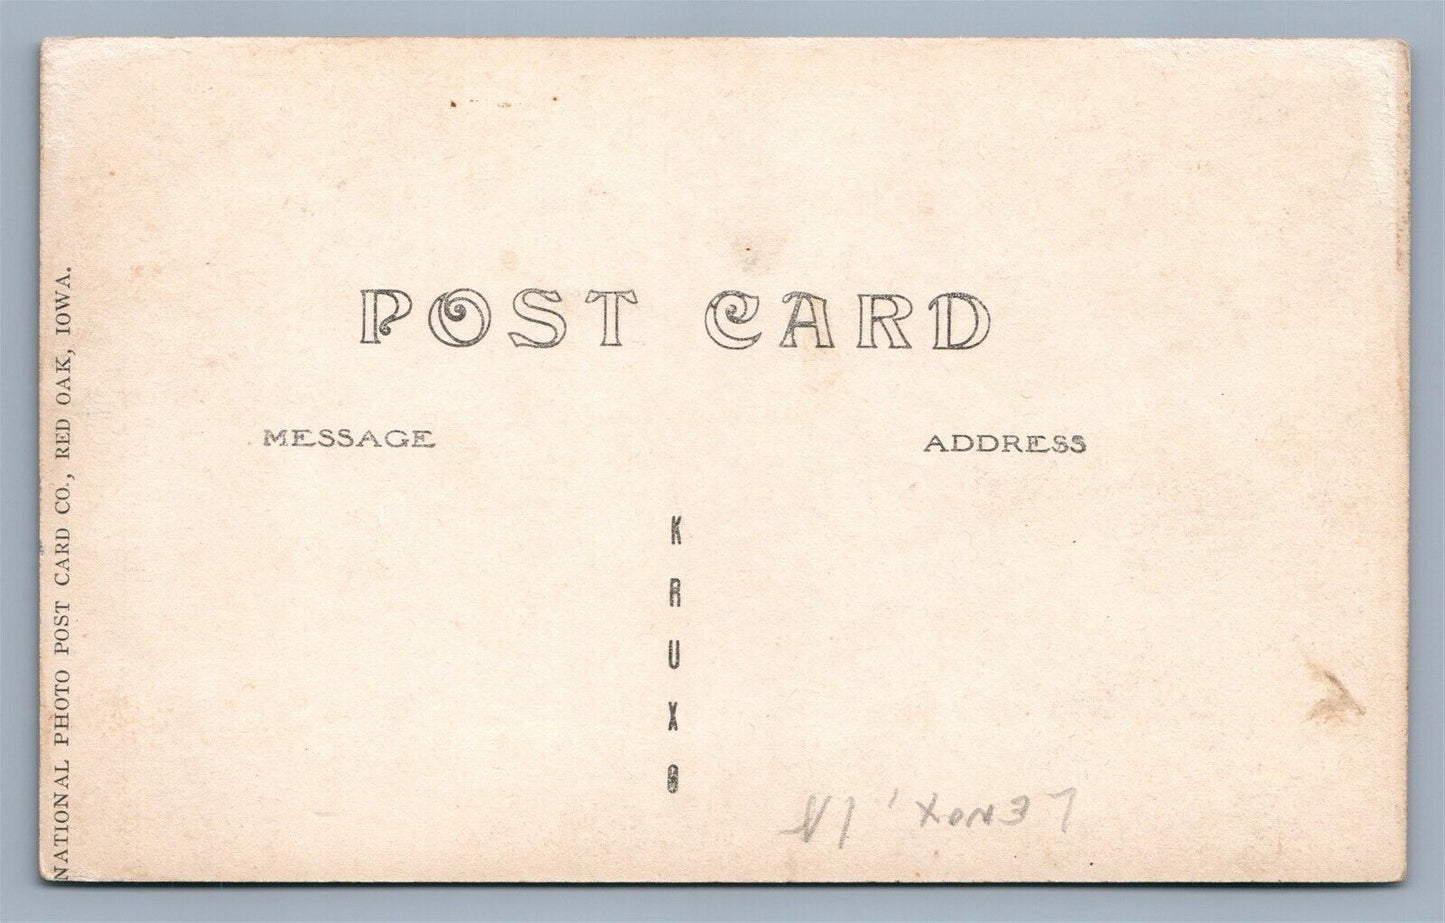 POST CARD
MESSAGE
ADDRESS
KRUXO
NATIONAL PHOTO POST CARD CO., RED OAK, IOWA.
LENOX, IA